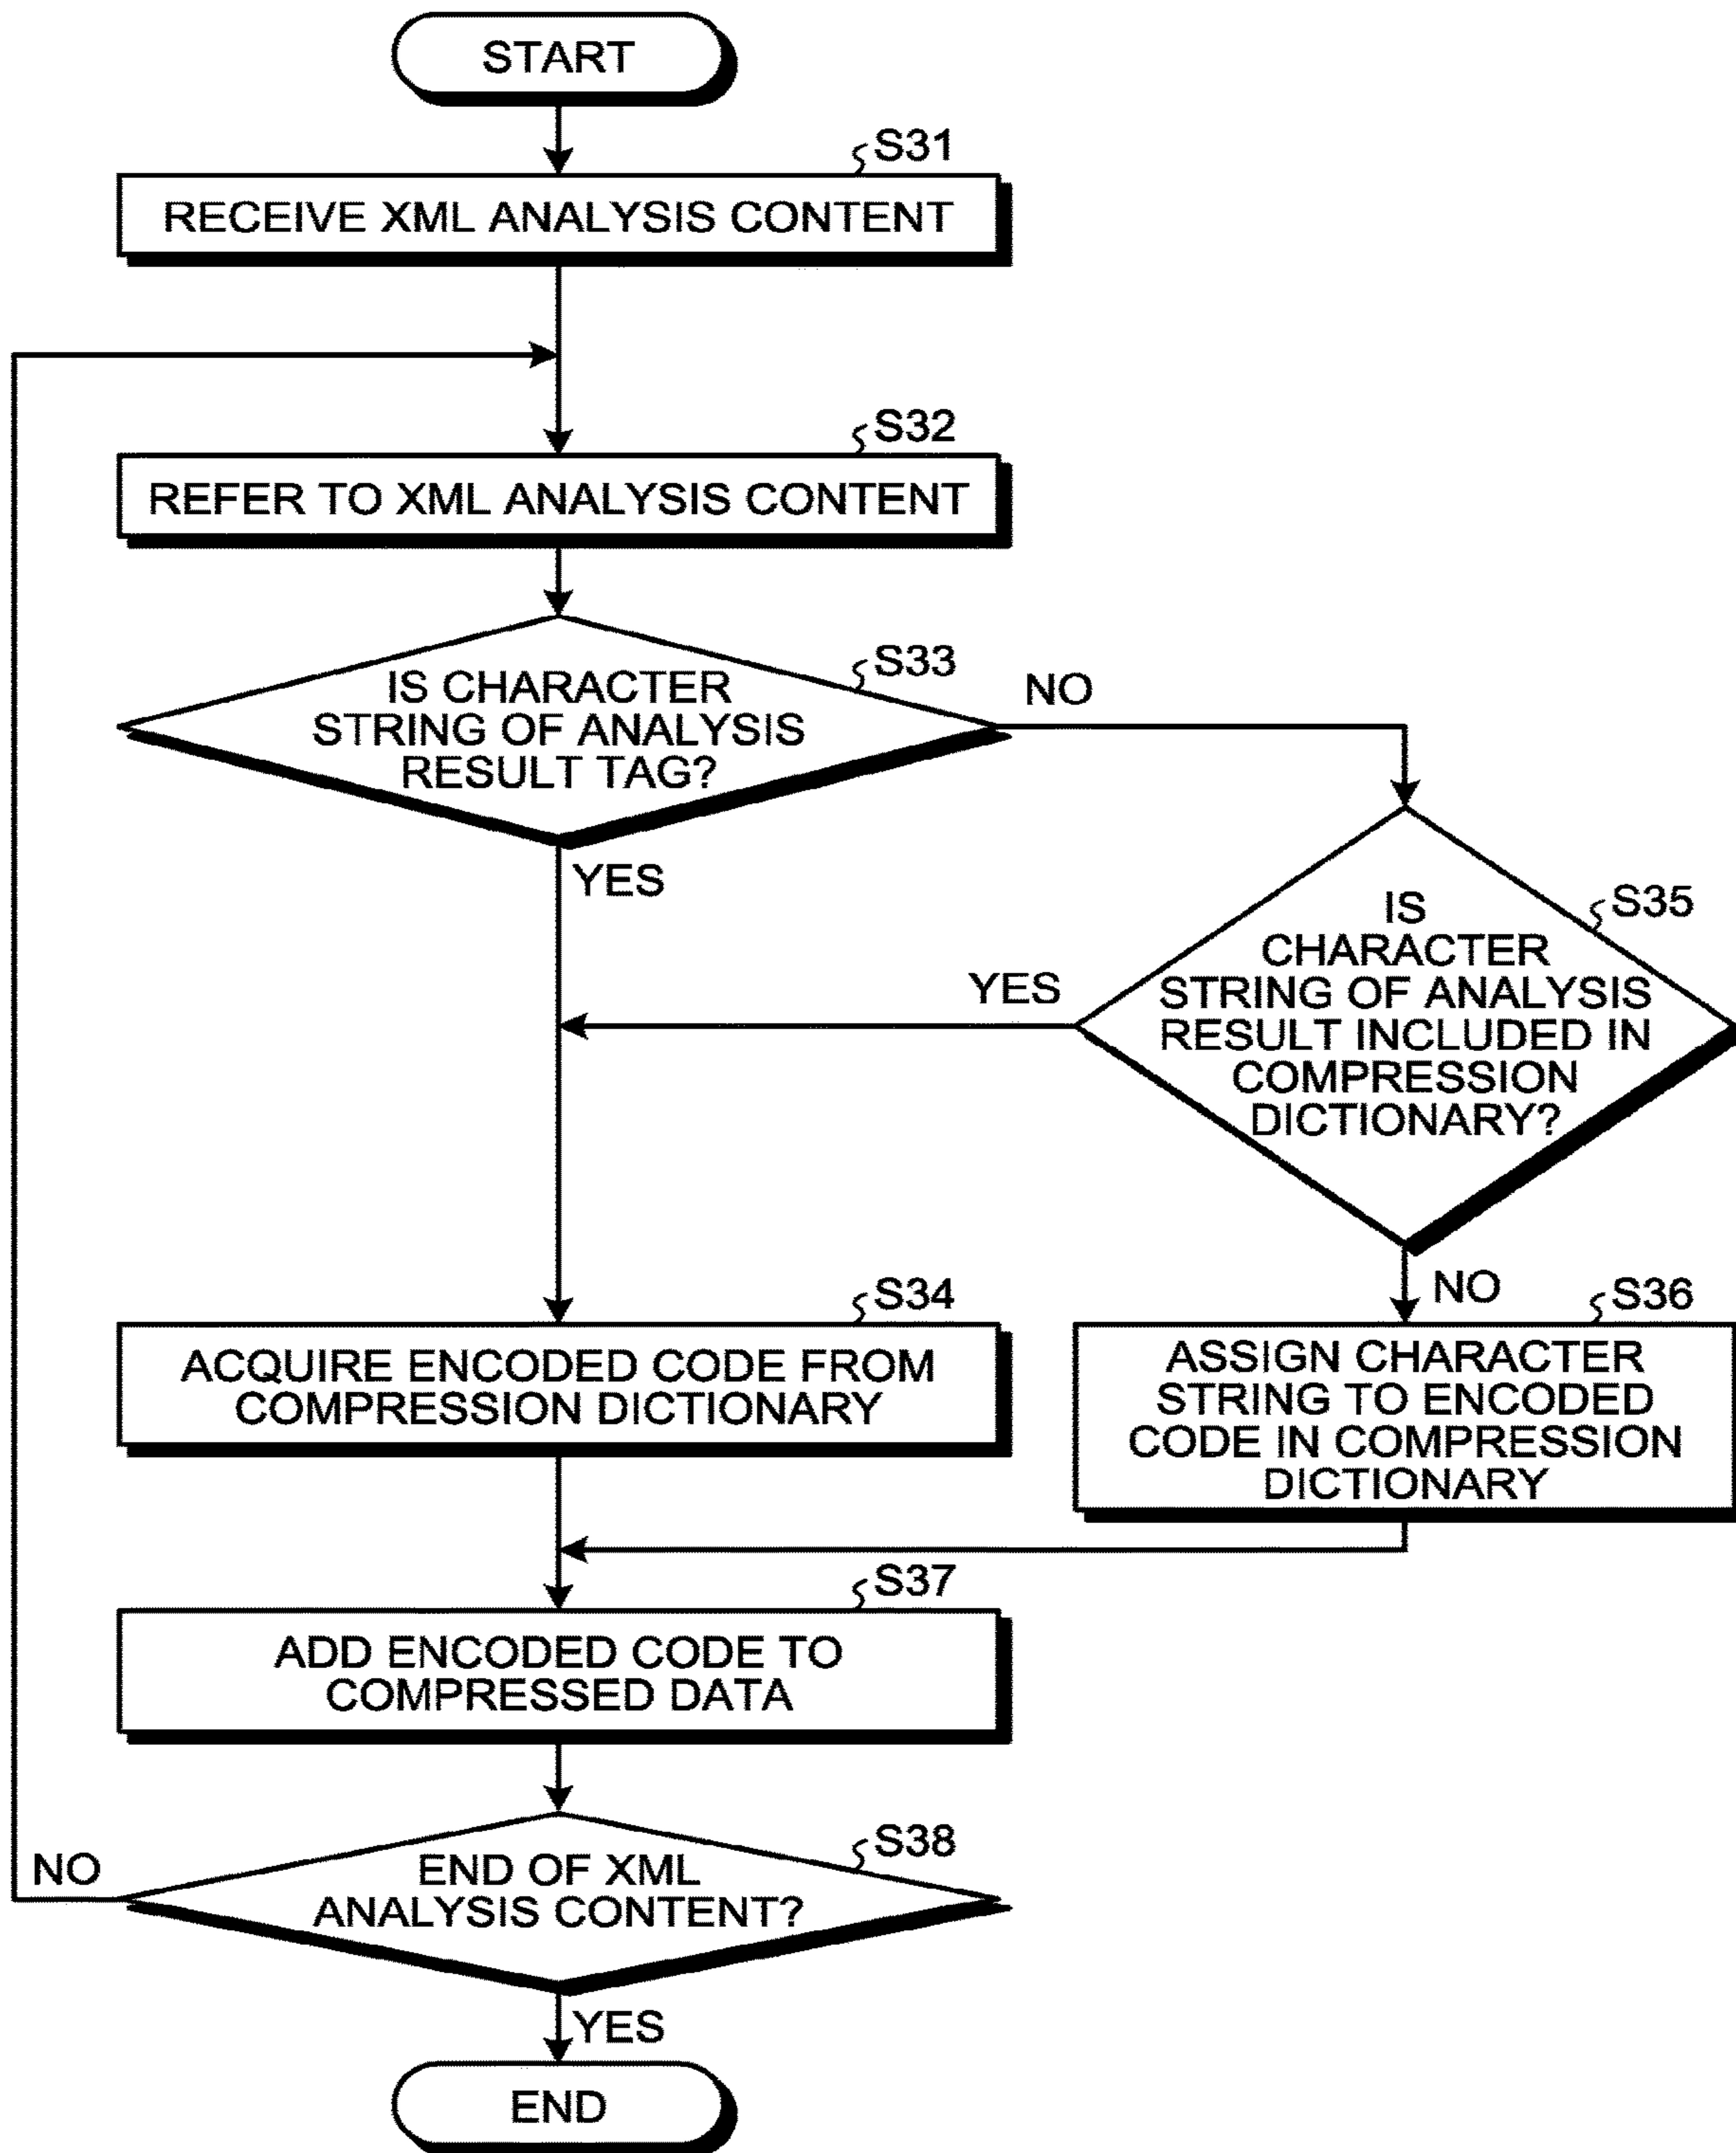 START
S31
RECEIVE XML ANALYSIS CONTENT
S32
REFER TO XML ANALYSIS CONTENT
S33
IS CHARACTER
STRING OF ANALYSIS
RESULT TAG?
NO
YES
S35
IS
CHARACTER
STRING OF ANALYSIS
RESULT INCLUDED IN
COMPRESSION
DICTIONARY?
YES
NO
S34
ACQUIRE ENCODED CODE FROM
COMPRESSION DICTIONARY
S36
ASSIGN CHARACTER
STRING TO ENCODED
CODE IN COMPRESSION
DICTIONARY
S37
ADD ENCODED CODE TO
COMPRESSED DATA
S38
END OF XML
ANALYSIS CONTENT?
NO
YES
END